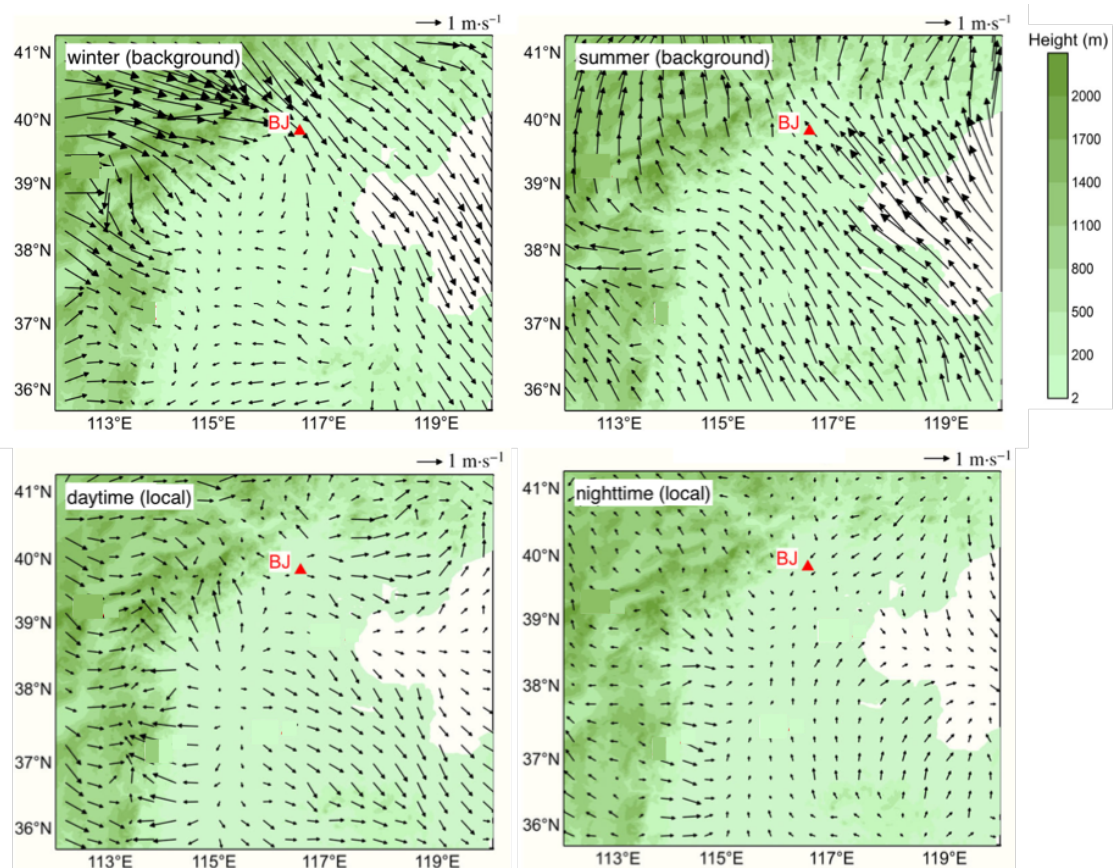 1 m·s⁻¹
winter (background)
BJ
41°N
40°N
39°N
38°N
37°N
36°N
113°E 115°E 117°E 119°E
1 m·s⁻¹
summer (background)
BJ
41°N
40°N
39°N
38°N
37°N
36°N
113°E 115°E 117°E 119°E
Height (m)
2000
1700
1400
1100
800
500
200
2
1 m·s⁻¹
daytime (local)
BJ
41°N
40°N
39°N
38°N
37°N
36°N
113°E 115°E 117°E 119°E
1 m·s⁻¹
nighttime (local)
BJ
41°N
40°N
39°N
38°N
37°N
36°N
113°E 115°E 117°E 119°E